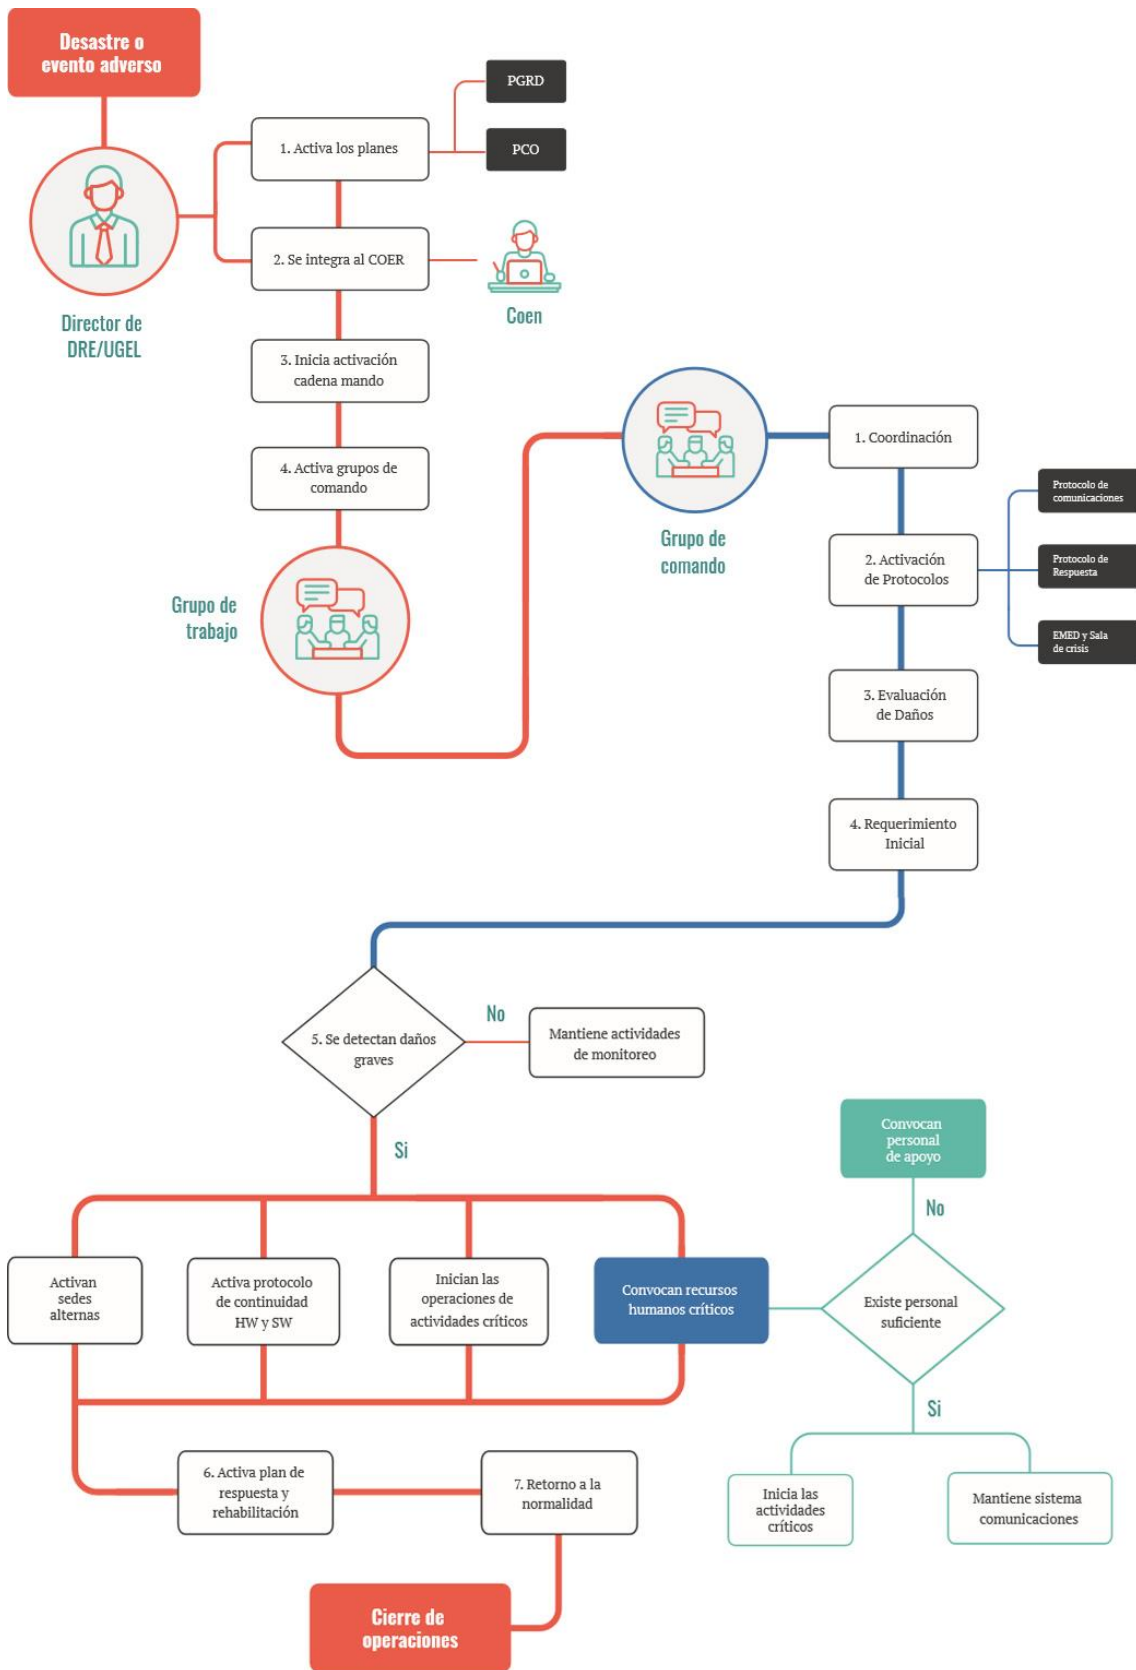 Desastre o
evento adverso
PGRD
1. Activa los planes
PCO
2. Se integra al COER
Coen
Director de
DRE/UGEL
3. Inicia activación
cadena mando
4. Activa grupos de
comando
Grupo de
trabajo
Grupo de
comando
1. Coordinación
Protocolo de
comunicaciones
2. Activación
de Protocolos
Protocolo de
Respuesta
EMED y Sala
de crisis
3. Evaluación
de Daños
4. Requerimiento
Inicial
5. Se detectan daños
graves
No
Mantiene actividades
de monitoreo
Si
Convocan
personal
de apoyo
No
Activan
sedes
alternas
Activa protocolo
de continuidad
HW y SW
Inician las
operaciones de
actividades críticos
Convocan recursos
humanos críticos
Existe personal
suficiente
Si
6. Activa plan de
respuesta y
rehabilitación
7. Retorno a la
normalidad
Inicia las
actividades
críticos
Mantiene sistema
comunicaciones
Cierre de
operaciones